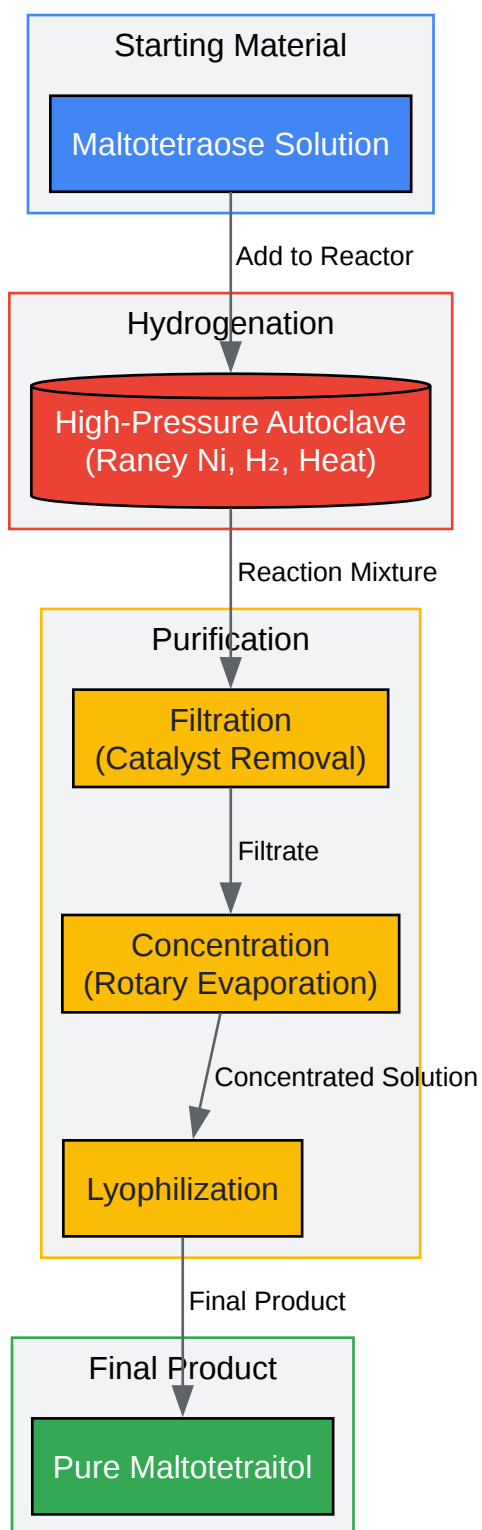 Starting Material
Maltotetraose Solution
Add to Reactor
Hydrogenation
High-Pressure Autoclave
(Raney Ni, H₂, Heat)
Reaction Mixture
Purification
Filtration
(Catalyst Removal)
Filtrate
Concentration
(Rotary Evaporation)
Concentrated Solution
Lyophilization
Final Product
Final Product
Pure Maltotetraitol